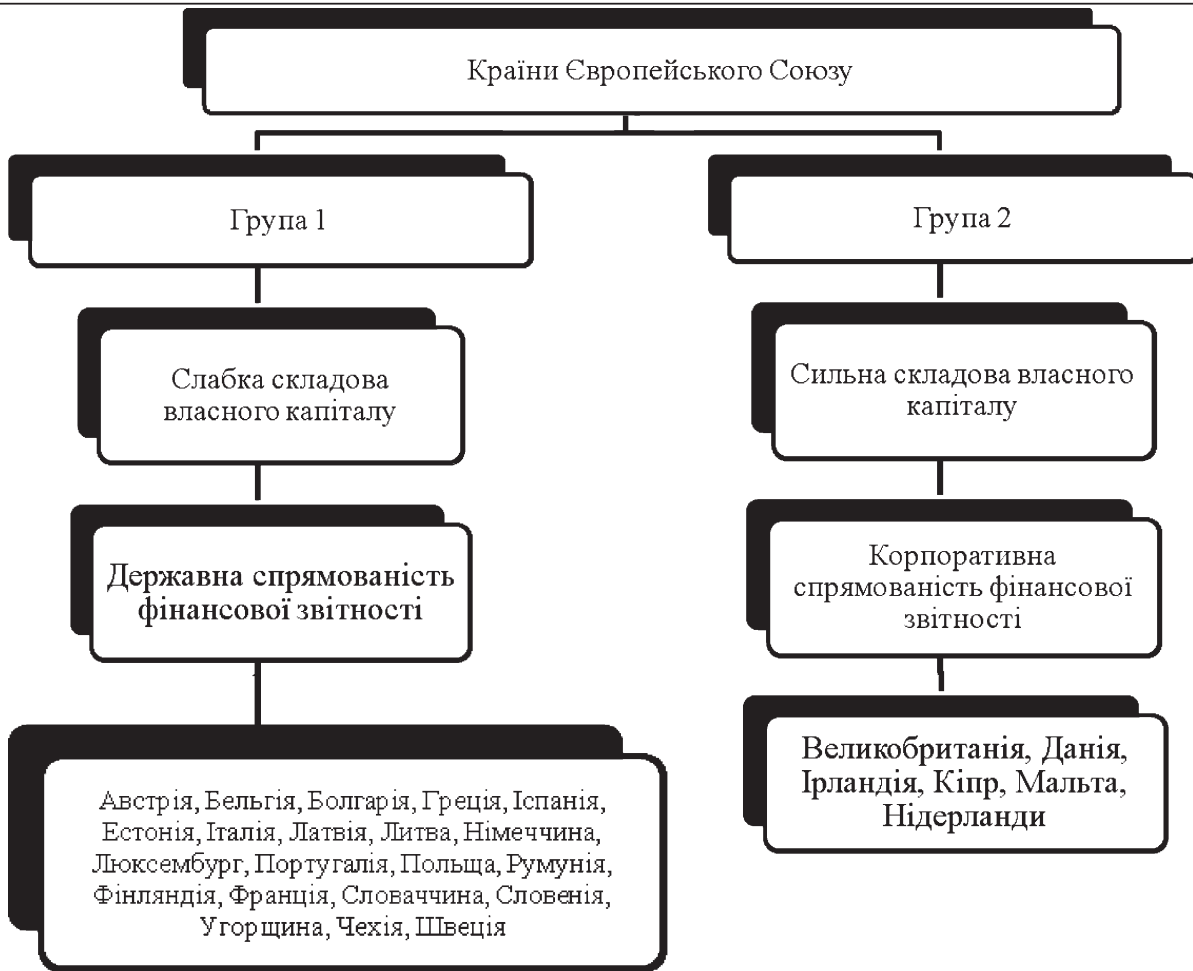 Країни Європейського Союзу
Група 1
Група 2
Слабка складова
власного капіталу
Сильна складова власного
капіталу
Державна спрямованість
фінансової звітності
Корпоративна
спрямованість фінансової
звітності
Австрія, Бельгія, Болгарія, Греція, Іспанія,
Естонія, Італія, Латвія, Литва, Німеччина,
Люксембург, Португалія, Польща, Румунія,
Фінляндія, Франція, Словаччина, Словенія,
Угорщина, Чехія, Швеція
Великобританія, Данія,
Ірландія, Кіпр, Мальта,
Нідерланди